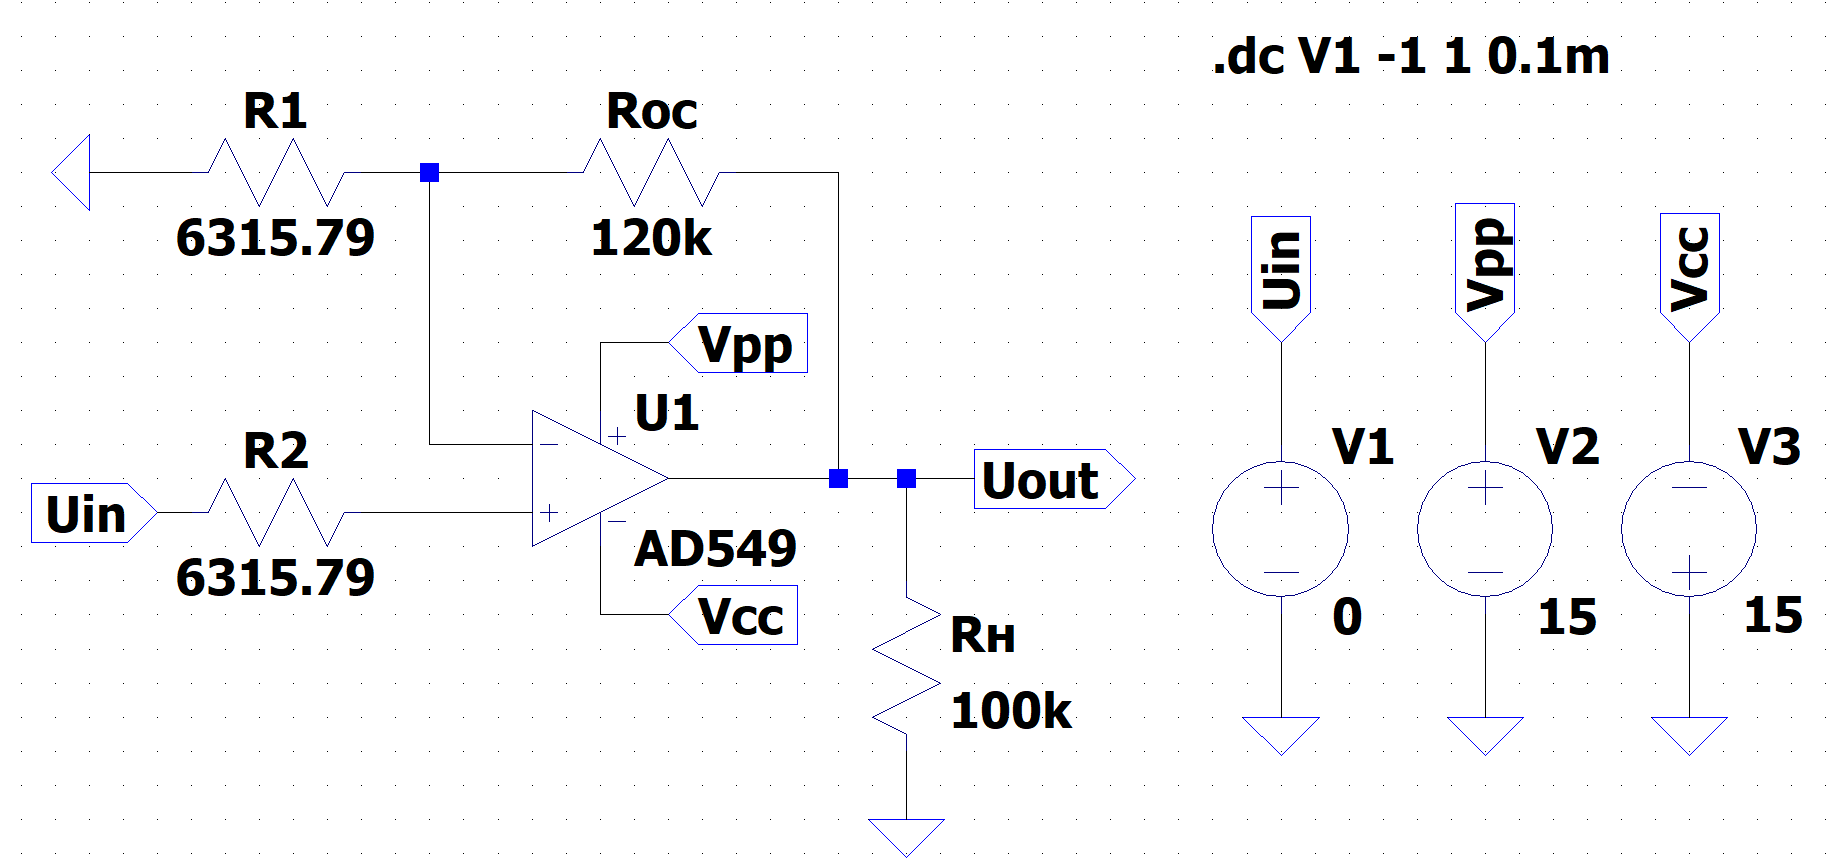 .dc V1 -1 1 0.1m
R1
6315.79
Rос
120k
Vpp
U1
AD549
Vcc
R2
6315.79
Uin
Uout
Rн
100k
Uin
V1
0
Vpp
V2
15
Vcc
V3
15